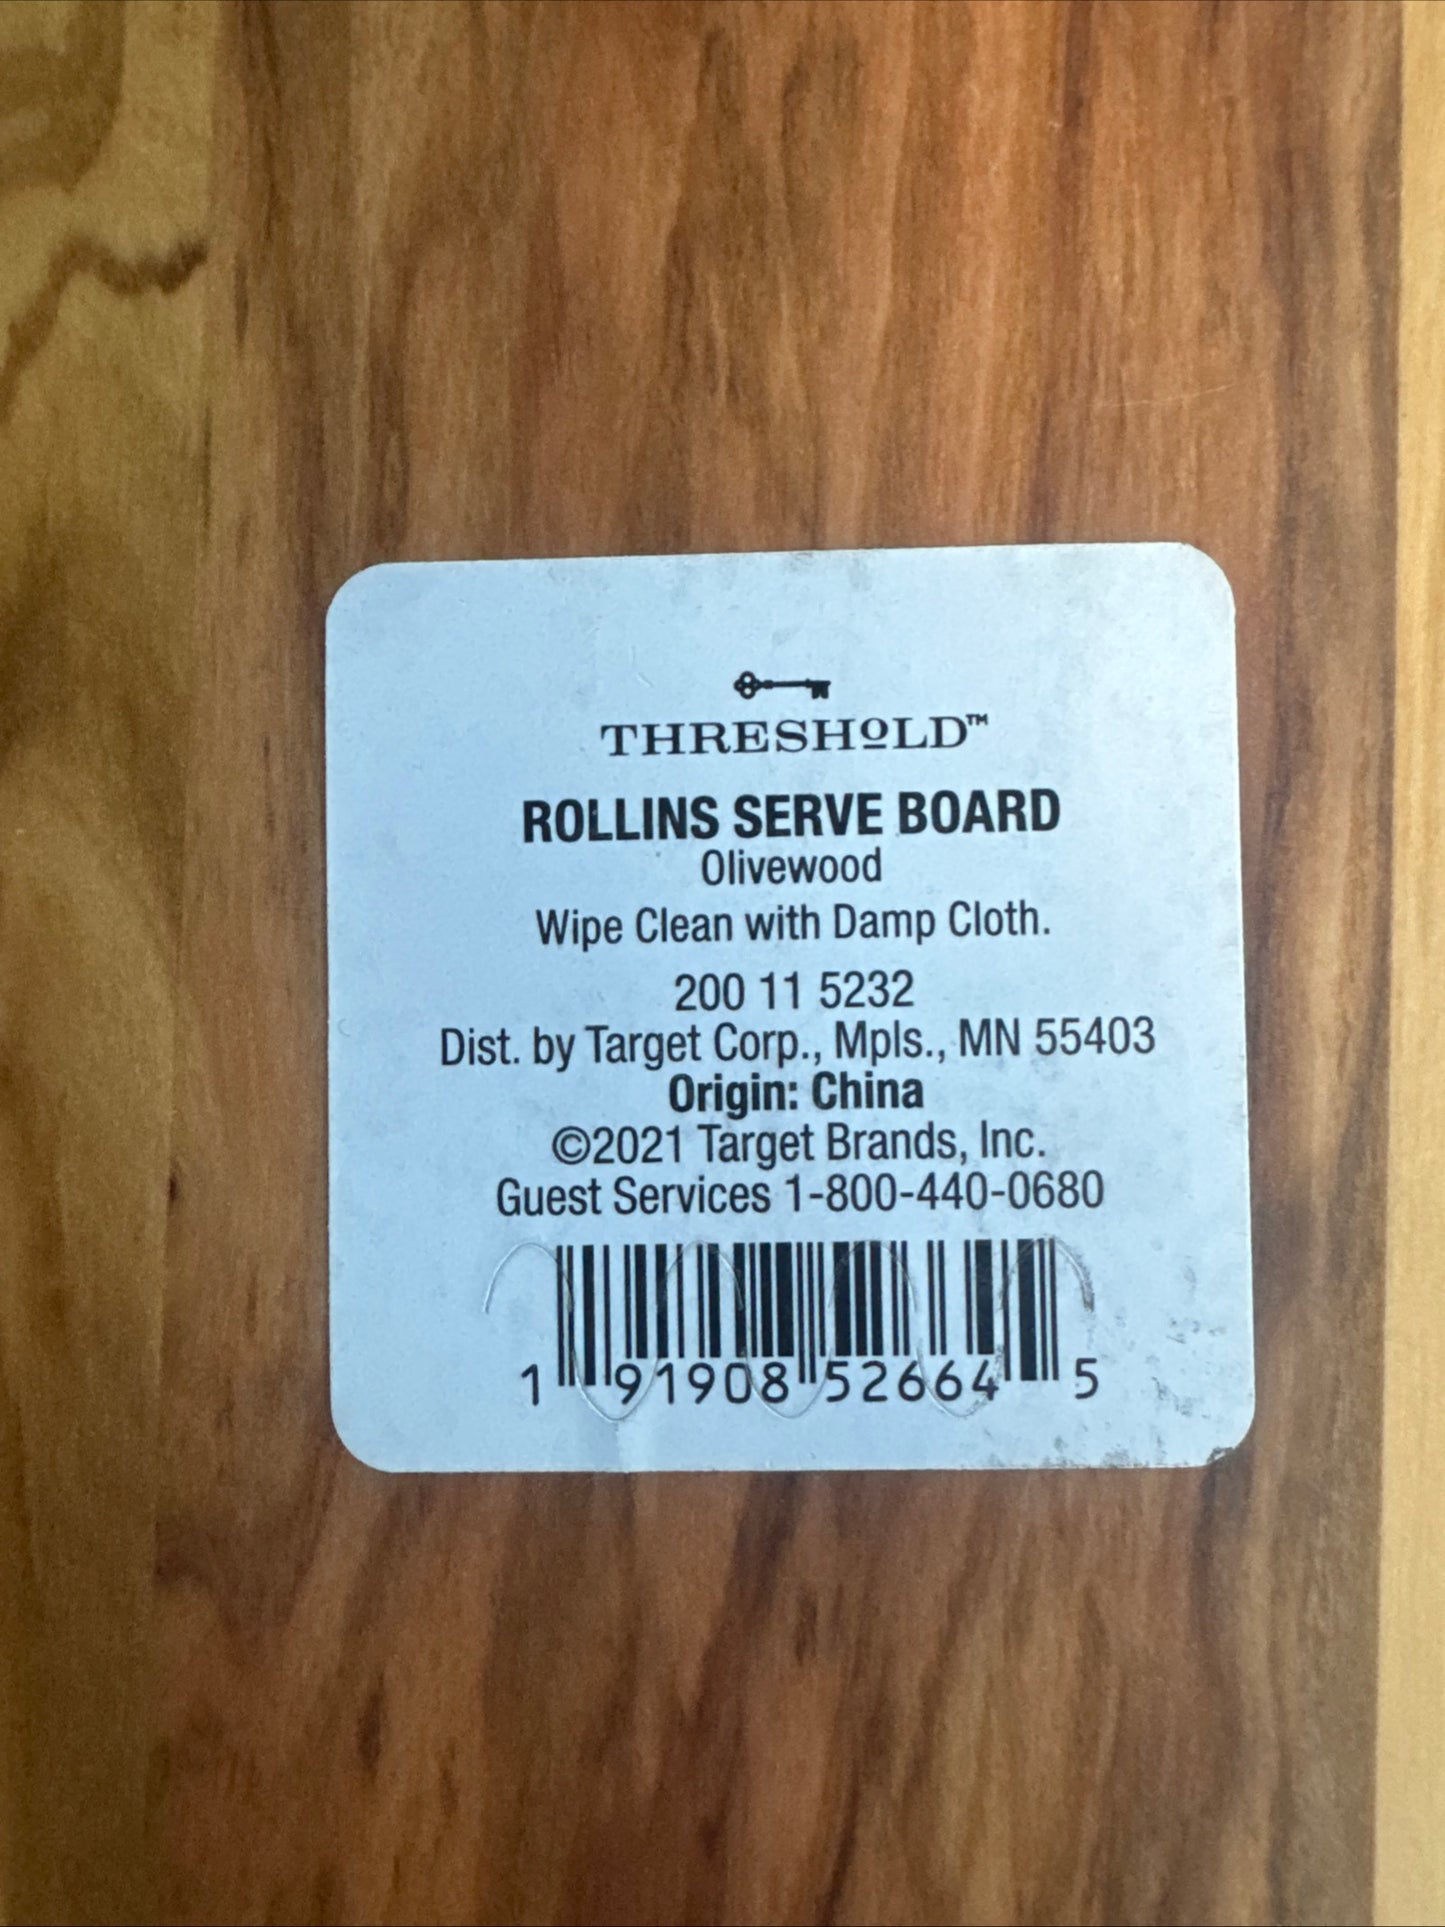 THRESHOLD™
ROLLINS SERVE BOARD
Olivewood
Wipe Clean with Damp Cloth.
200 11 5232
Dist. by Target Corp., Mpls., MN 55403
Origin: China
©2021 Target Brands, Inc.
Guest Services 1-800-440-0680
1 91908 52664 5